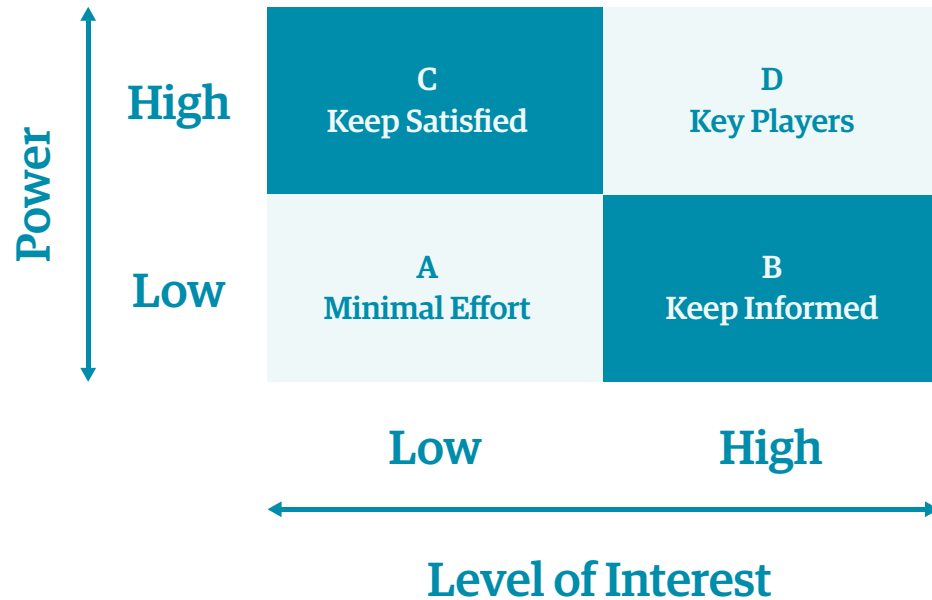 Power
High
C
Keep Satisfied
D
Key Players
Low
A
Minimal Effort
B
Keep Informed
Low
High
Level of Interest